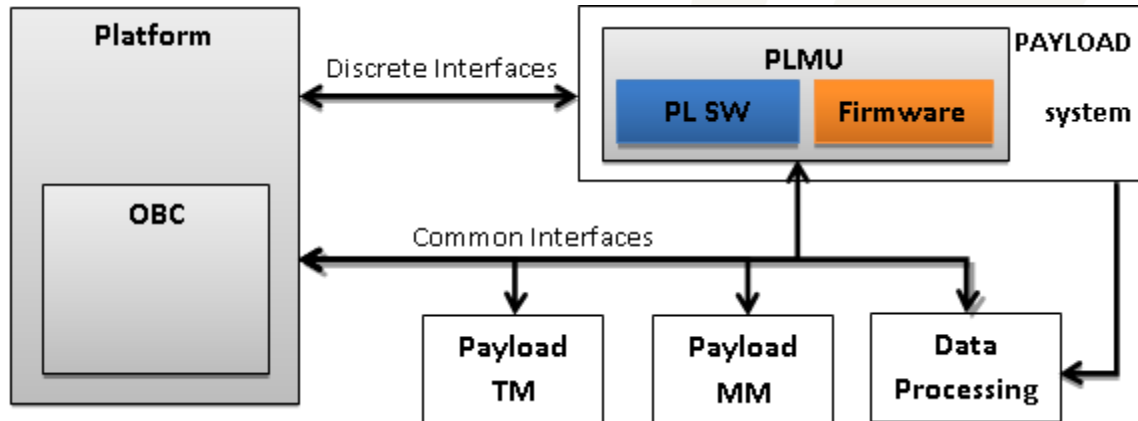 Platform
OBC
Discrete Interfaces
Common Interfaces
PAYLOAD
system
PLMU
PL SW
Firmware
Payload
TM
Payload
MM
Data
Processing